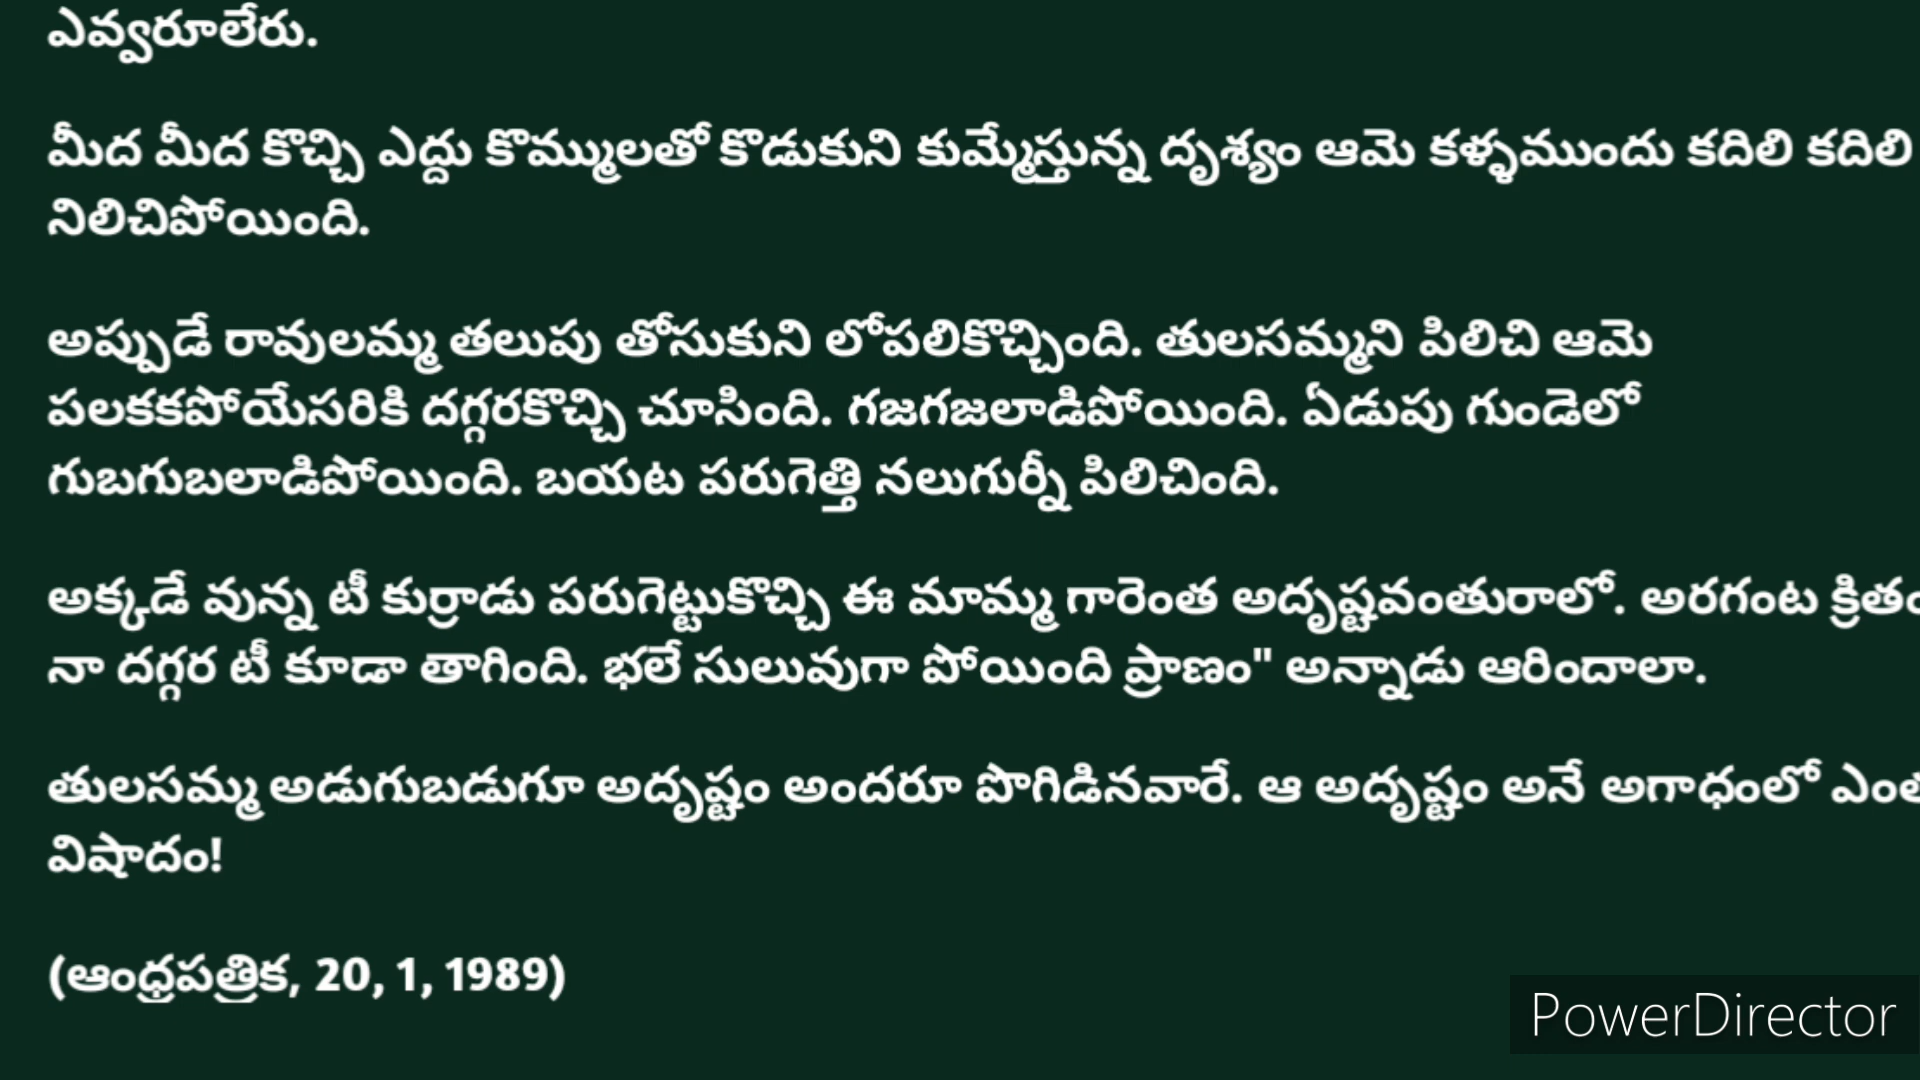 ఎవ్వరూలేరు.
మీద మీద కొచ్చి ఎద్దు కొమ్ములతో కొడుకుని కుమ్మేస్తున్న దృశ్యం ఆమె కళ్ళముందు కదిలి కదిలి
నిలిచిపోయింది.
అప్పుడే రావులమ్మ తలుపు తోసుకుని లోపలికొచ్చింది. తులసమ్మని పిలిచి ఆమె
పలకకపోయేసరికి దగ్గరకొచ్చి చూసింది. గజగజలాడిపోయింది. ఏడుపు గుండెలో
గుబగుబలాడిపోయింది. బయట పరుగెత్తి నలుగుర్నీ పిలిచింది.
అక్కడే వున్న టీ కుర్రాడు పరుగెట్టుకొచ్చి ఈ మామ్మ గారెంత అదృష్టవంతురాలో. అరగంట
నా దగ్గర టీ కూడా తాగింది. భలే సులువుగా పోయింది ప్రాణం" అన్నాడు ఆరిందాలా.
తులసమ్మ అడుగుబడుగూ అదృష్టం అందరూ పొగిడినవారే. ఆ అదృష్టం అనే అగాధంలో
విషాదం!
(ఆంధ్రపత్రిక, 20, 1, 1989)
PowerDirector